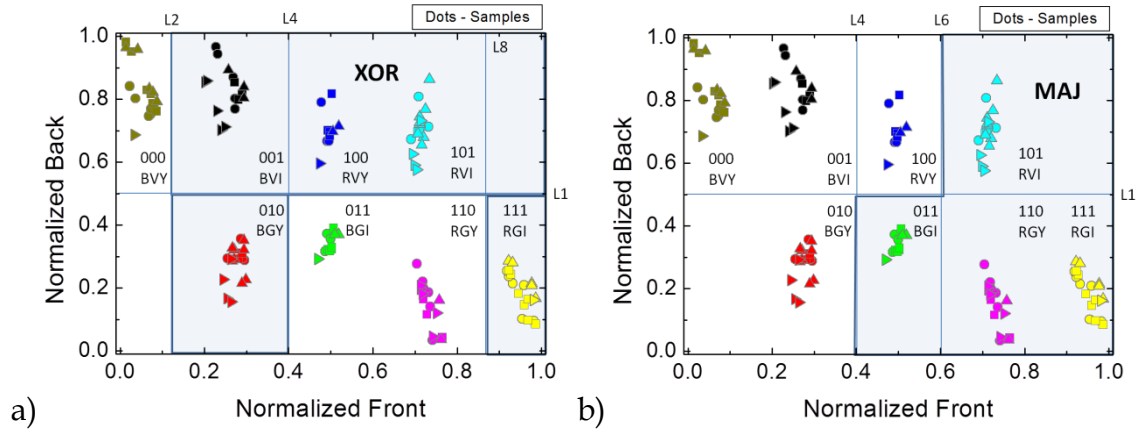 L2
L4
Dots - Samples
L8
XOR
000
BVY
001
BVI
100
RVY
101
RVI
L1
010
BGY
011
BGI
110
RGY
111
RGI
1.0
0.8
0.6
0.4
0.2
0.0
Normalized Back
0.0 0.2 0.4 0.6 0.8 1.0
Normalized Front
a)
L4
L6
Dots - Samples
MAJ
000
BVY
001
BVI
100
RVY
101
RVI
L1
010
BGY
011
BGI
110
RGY
111
RGI
1.0
0.8
0.6
0.4
0.2
0.0
Normalized Back
0.0 0.2 0.4 0.6 0.8 1.0
Normalized Front
b)